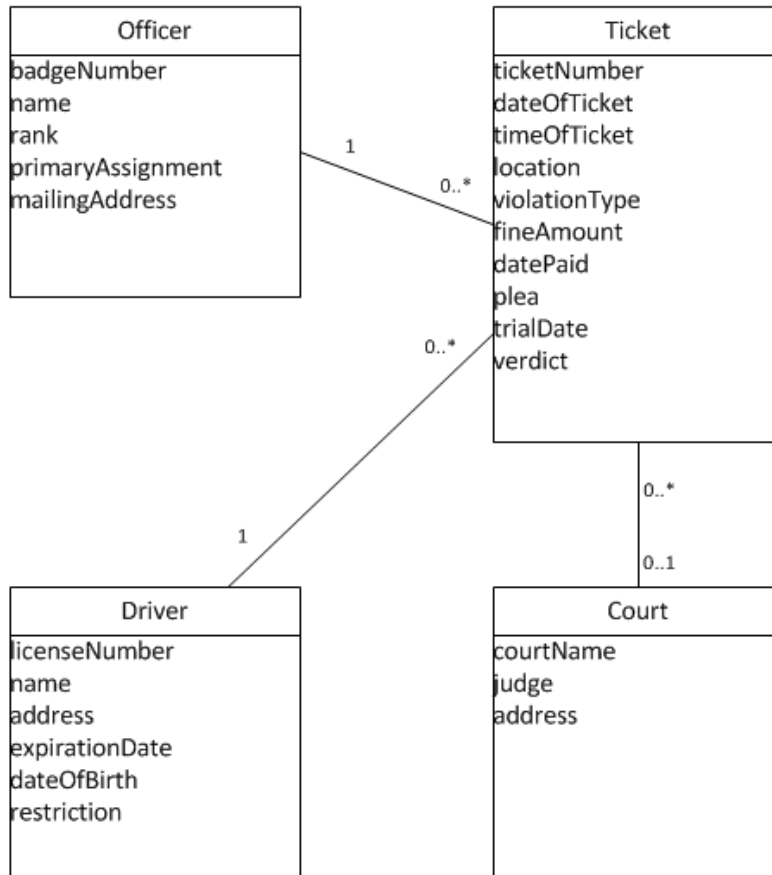 Officer
badgeNumber
name
rank
primaryAssignment
mailingAddress
Ticket
ticketNumber
dateOfTicket
timeOfTicket
location
violationType
fineAmount
datePaid
plea
trialDate
verdict
1
0..*
0..*
1
0..*
0..1
Driver
licenseNumber
name
address
expirationDate
dateOfBirth
restriction
Court
courtName
judge
address